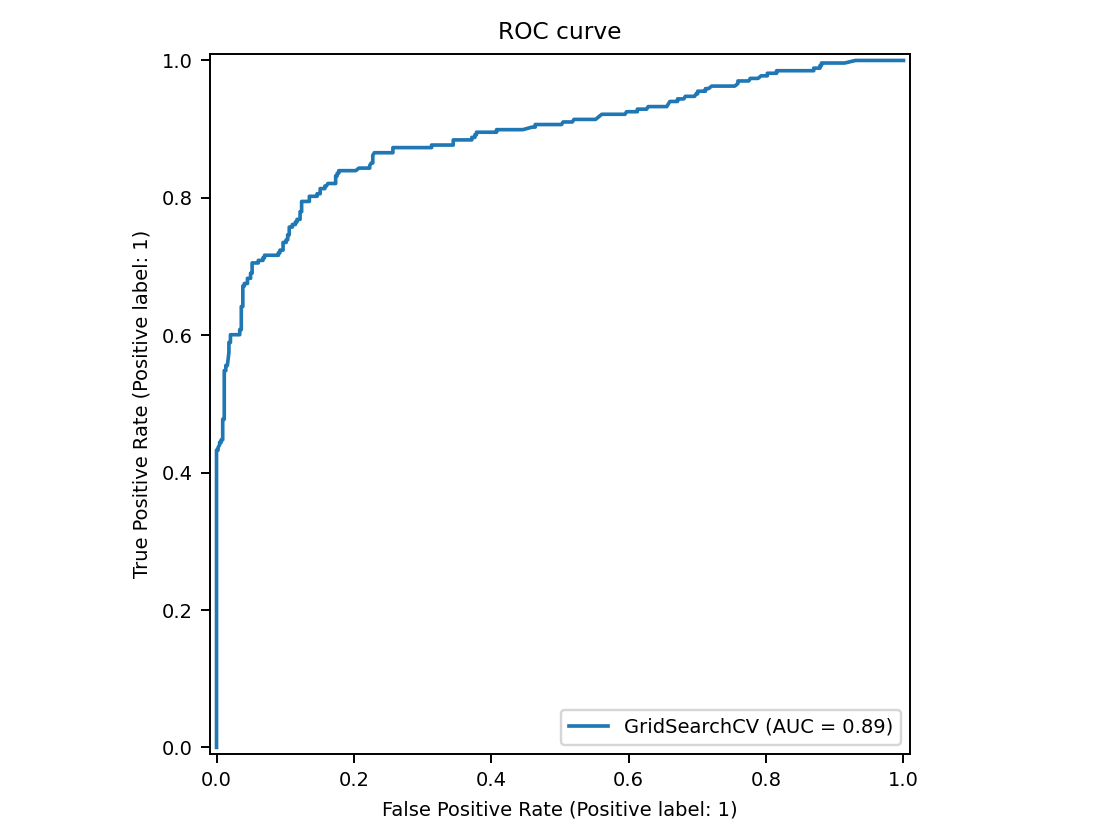 ROC curve
True Positive Rate (Positive label: 1)
1.0
0.8
0.6
0.4
0.2
0.0
GridSearchCV (AUC = 0.89)
0.0 0.2 0.4 0.6 0.8 1.0
False Positive Rate (Positive label: 1)